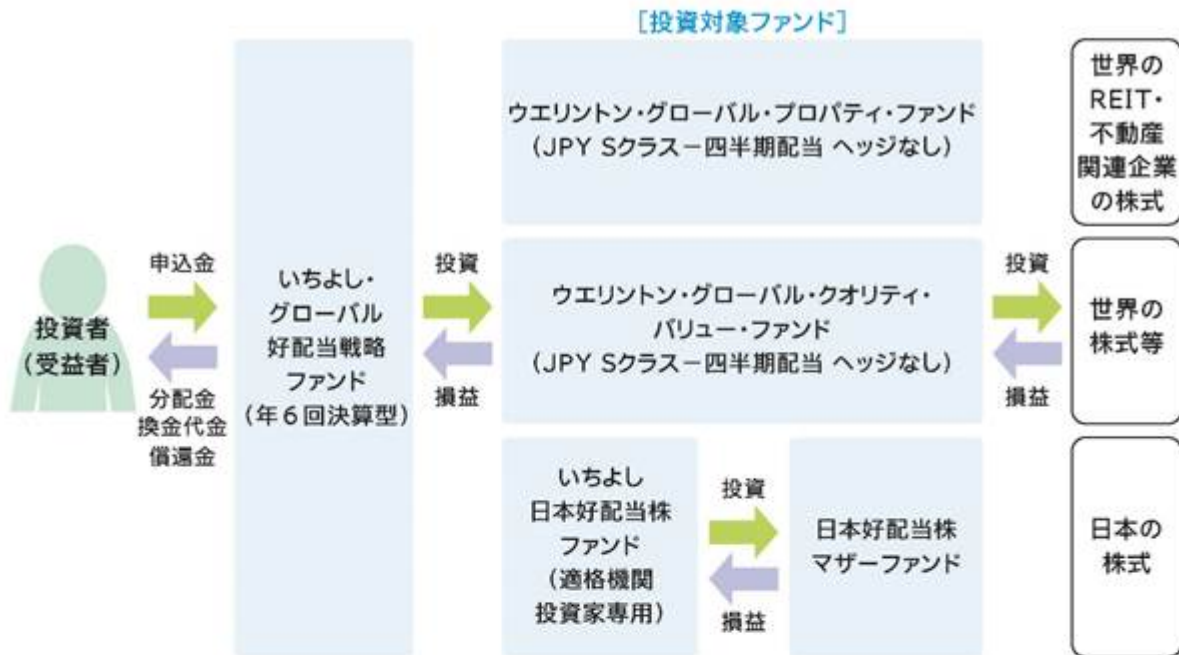 ［投資対象ファンド］
ウエリントン・グローバル・プロパティ・ファンド
（JPY Sクラス－四半期配当 ヘッジなし）
世界の
REIT・
不動産
関連企業
の株式
投資者
（受益者）
申込金
分配金
換金代金
償還金
いちよし・
グローバル
好配当戦略
ファンド
（年６回決算型）
投資
損益
ウエリントン・グローバル・クオリティ・
バリュー・ファンド
（JPY Sクラス－四半期配当 ヘッジなし）
投資
損益
世界の
株式等
いちよし
日本好配当株
ファンド
（適格機関
投資家専用）
投資
損益
日本好配当株
マザーファンド
日本の
株式